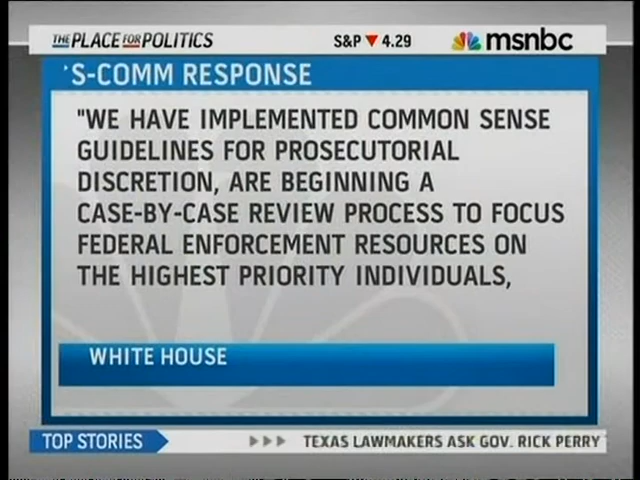 THE PLACE FOR POLITICS
S&P ▼ 4.29
msnbc
'S-COMM RESPONSE
"WE HAVE IMPLEMENTED COMMON SENSE
GUIDELINES FOR PROSECUTORIAL
DISCRETION, ARE BEGINNING A
CASE-BY-CASE REVIEW PROCESS TO FOCUS
FEDERAL ENFORCEMENT RESOURCES ON
THE HIGHEST PRIORITY INDIVIDUALS,
WHITE HOUSE
TOP STORIES
TEXAS LAWMAKERS ASK GOV. RICK PERRY